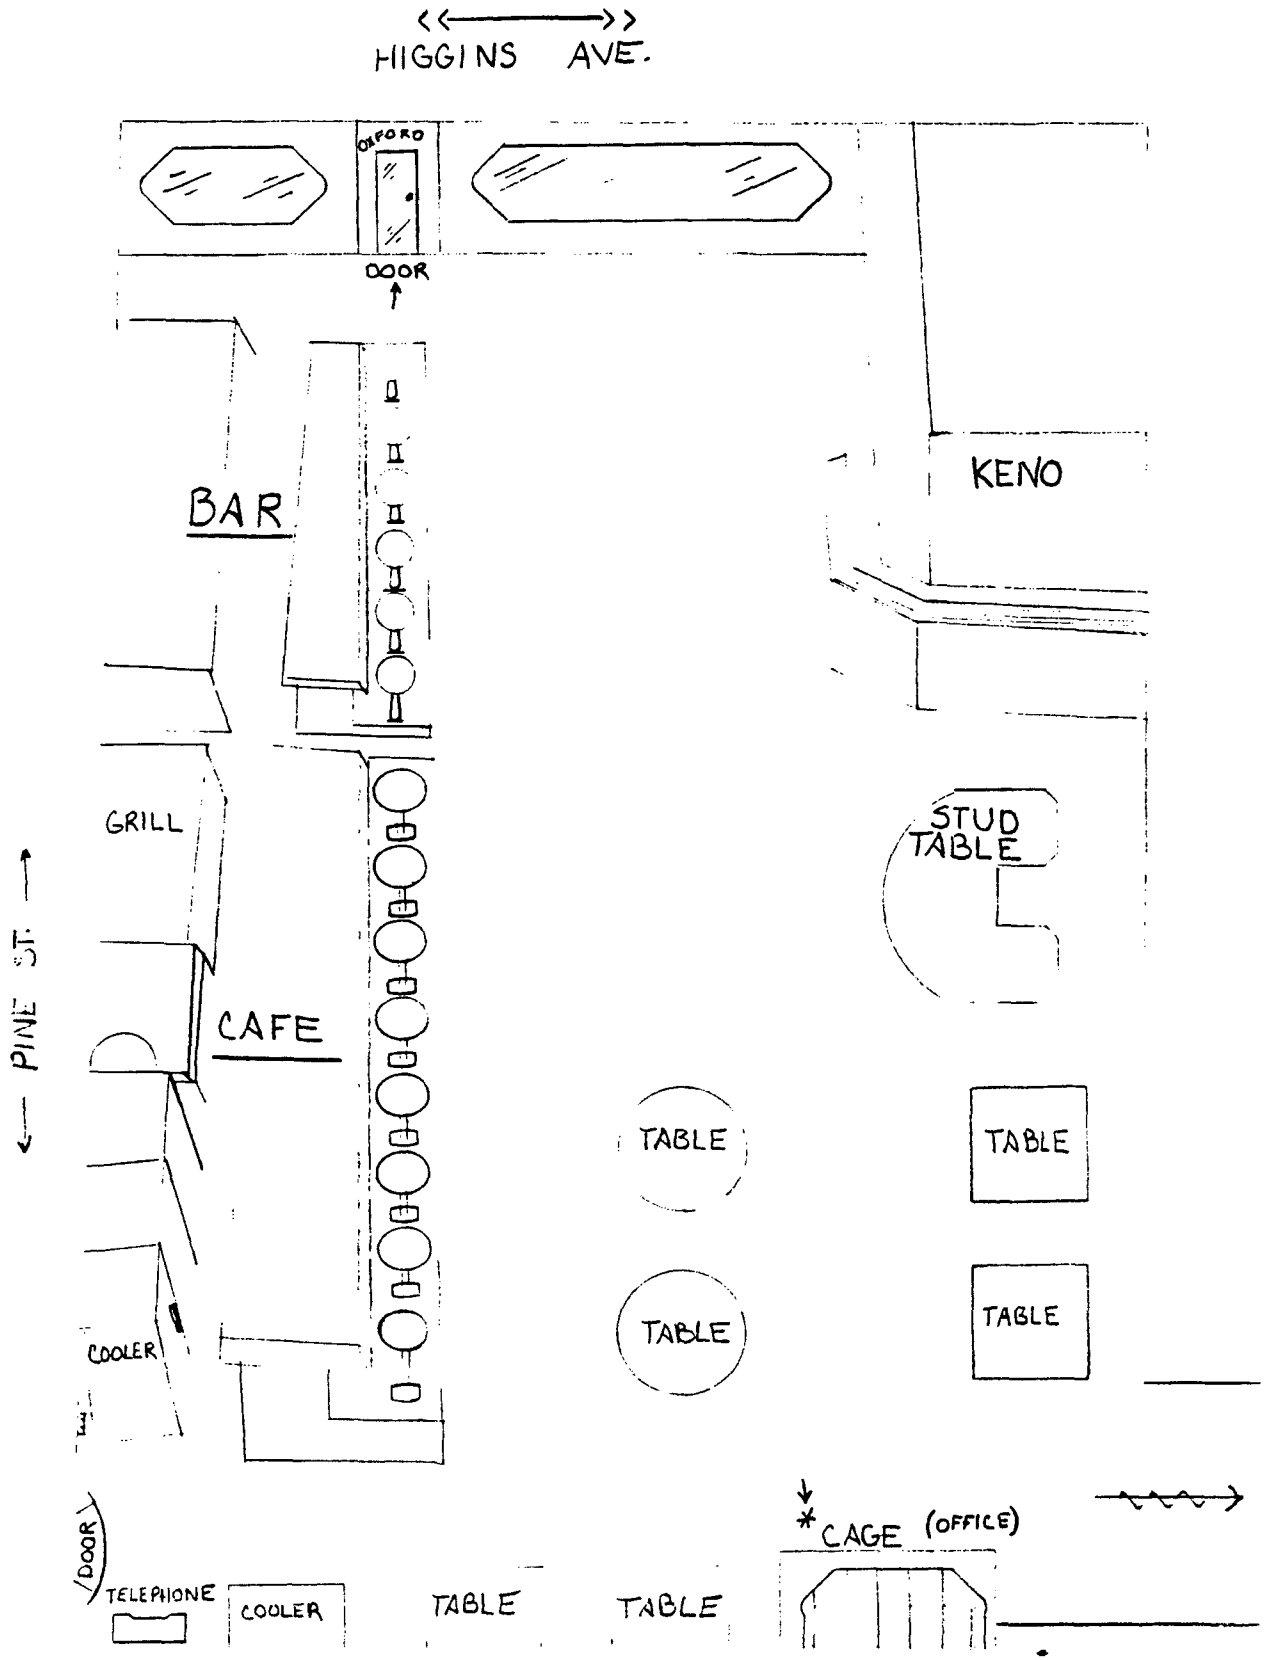 HIGGINS AVE.
OXFORD
DOOR
BAR
KENO
GRILL
STUD
TABLE
PINE ST.
CAFE
TABLE
TABLE
TABLE
TABLE
COOLER
DOOR
* CAGE (OFFICE)
TELEPHONE
COOLER
TABLE
TABLE